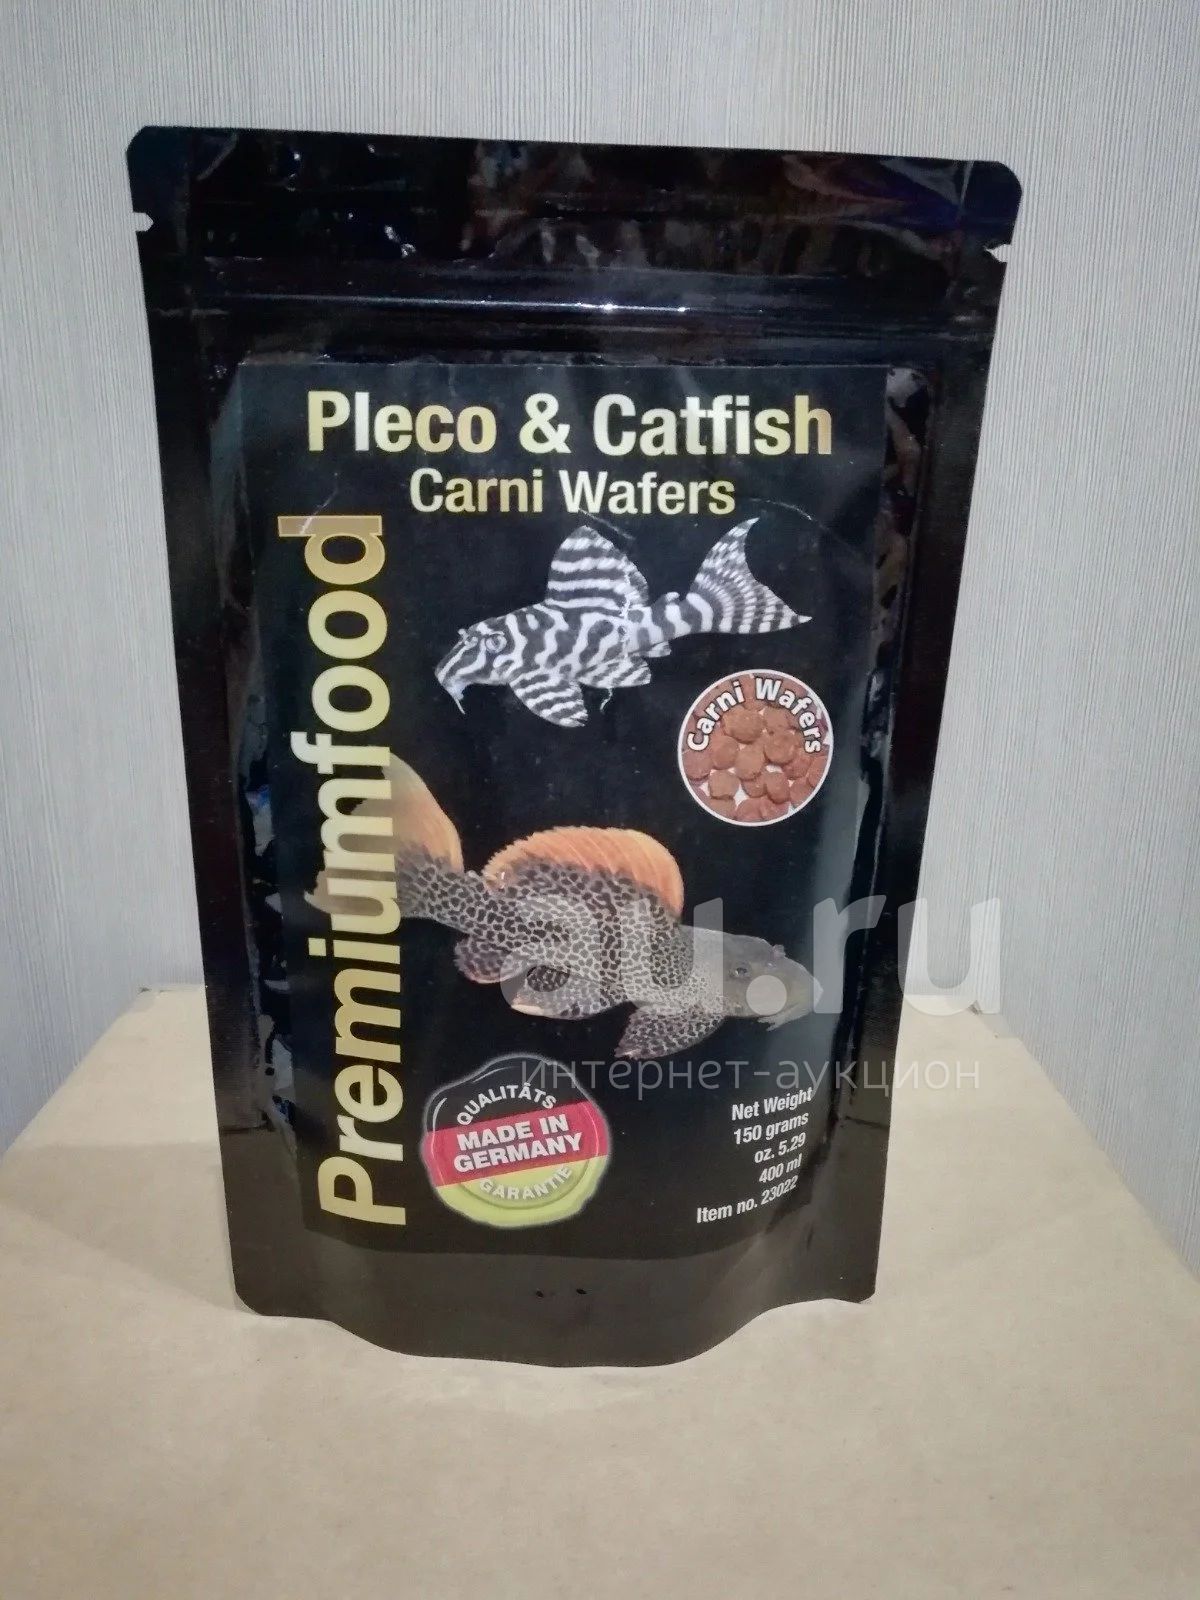 Pleco & Catfish
Carni Wafers
Premiumfood
Carni Wafers
au.ru
интернет-аукцион
QUALITÄTS
MADE IN
GERMANY
GARANTIE
Net Weight
150 grams
oz. 5.29
400 ml
Item no. 23022